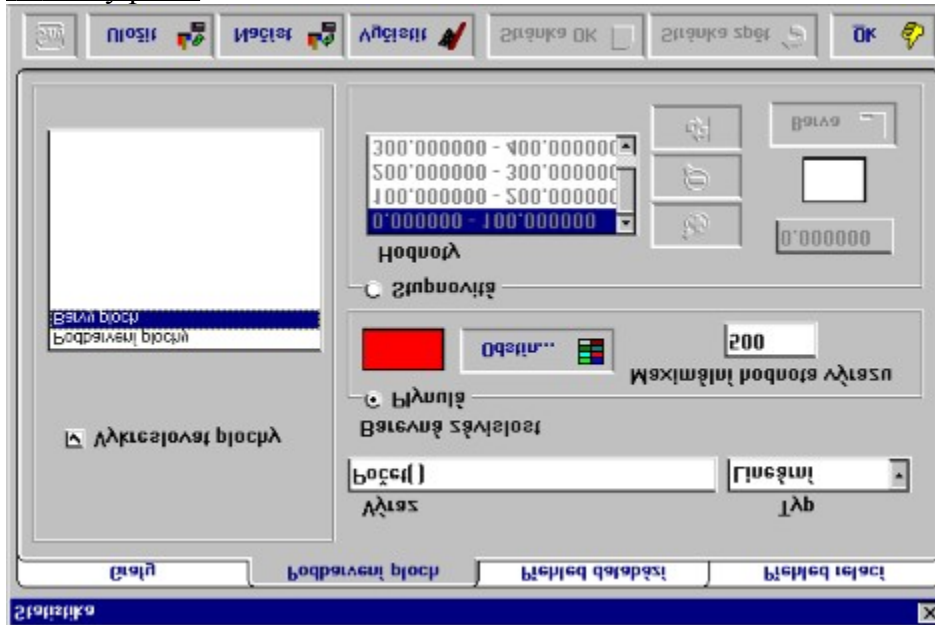 Statistika
Grafy
Podbarvení ploch
Přehled databází
Přehled relací
Výraz
Typ
Počet()
Lineární
Vykreslovat plochy
Barevná závislost
Plynulá
Maximální hodnota výrazu
Odstín...
500
Podbarvení plochy
Barvy ploch
Stupnovitá
Hodnoty
0.000000 - 100.000000
100.000000 - 200.000000
200.000000 - 300.000000
300.000000 - 400.000000
0.000000
Barva
Uložit
Načíst
Vyčistit
Stránka OK
Stránka zpět
Ok